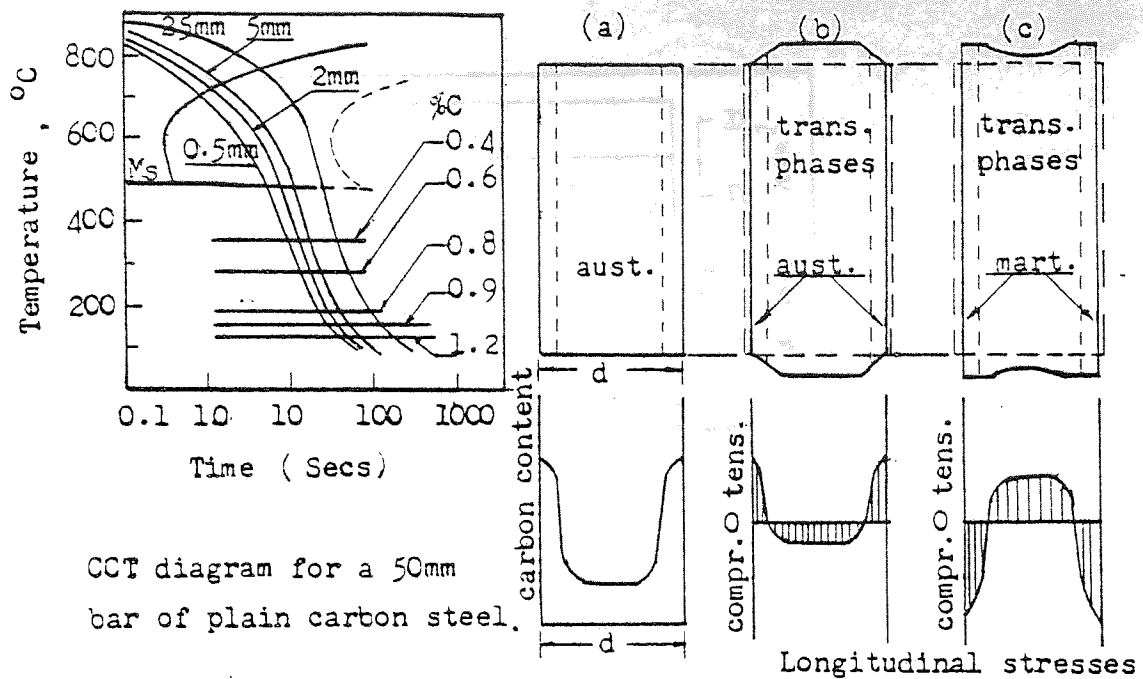 25mm 5mm
2mm
0.5mm
Ms
%C
0.4
0.6
0.8
0.9
1.2
Temperature , °C
800
600
400
200
0.1 10 10 100 1000
Time ( Secs)
CCT diagram for a 50mm
bar of plain carbon steel.
(a)
aust.
d
carbon content
d
(b)
trans.
phases
aust.
compr. 0 tens.
(c)
trans.
phases
mart.
compr. 0 tens.
Longitudinal stresses